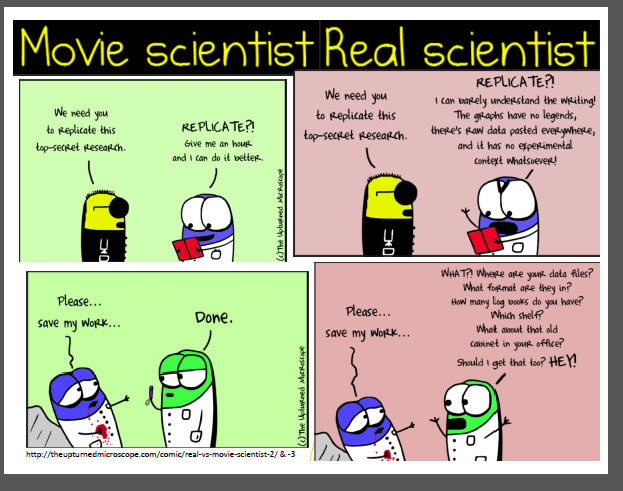 Movie scientist
Real scientist
We need you
to replicate this
top-secret research.
REPLICATE?!
Give me an hour
and I can do it better.
(c)The Upturned Microscope
We need you
to replicate this
top-secret research.
REPLICATE?!
I can barely understand the writing!
The graphs have no legends,
there's raw data pasted everywhere,
and it has no experimental
context whatsoever!
Please...
save my work...
Done.
(c)The Upturned Microscope
Please...
save my work...
WHAT?! Where are your data files?
What format are they in?
How many log books do you have?
Which shelf?
What about that old
cabinet in your office?
Should I get that too? HEY!
http://theupturnedmicroscope.com/comic/real-vs-movie-scientist-2/ & -3